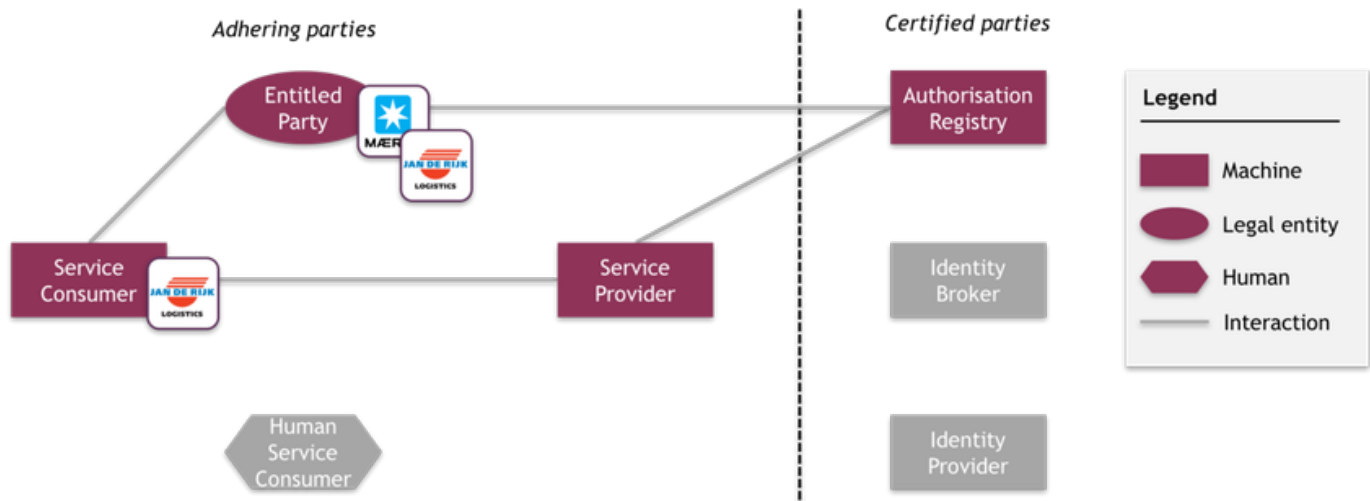 Adhering parties
Certified parties
Entitled
Party
MÆR
JAN DE RIJK
LOGISTICS
Authorisation
Registry
Legend
Machine
Legal entity
Human
Interaction
Service
Consumer
JAN DE RIJK
LOGISTICS
Service
Provider
Identity
Broker
Human
Service
Consumer
Identity
Provider